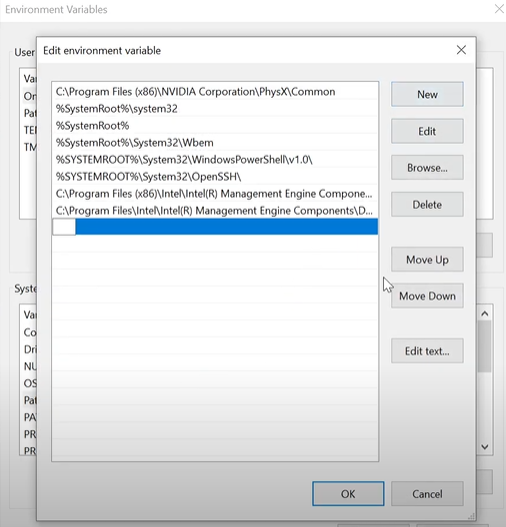 Environment Variables
User
Va
On
Pat
TE
TM
Edit environment variable
C:\Program Files (x86)\NVIDIA Corporation\PhysX\Common
%SystemRoot%\system32
%SystemRoot%
%SystemRoot%\System32\Wbem
%SYSTEMROOT%\System32\WindowsPowerShell\v1.0\
%SYSTEMROOT%\System32\OpenSSH\
C:\Program Files (x86)\Intel\Intel(R) Management Engine Compone...
C:\Program Files\Intel\Intel(R) Management Engine Components\D...
New
Edit
Browse...
Delete
Move Up
Move Down
Edit text...
Syste
Va
Co
Dri
NU
OS
Pat
PA
PR
PR
OK
Cancel